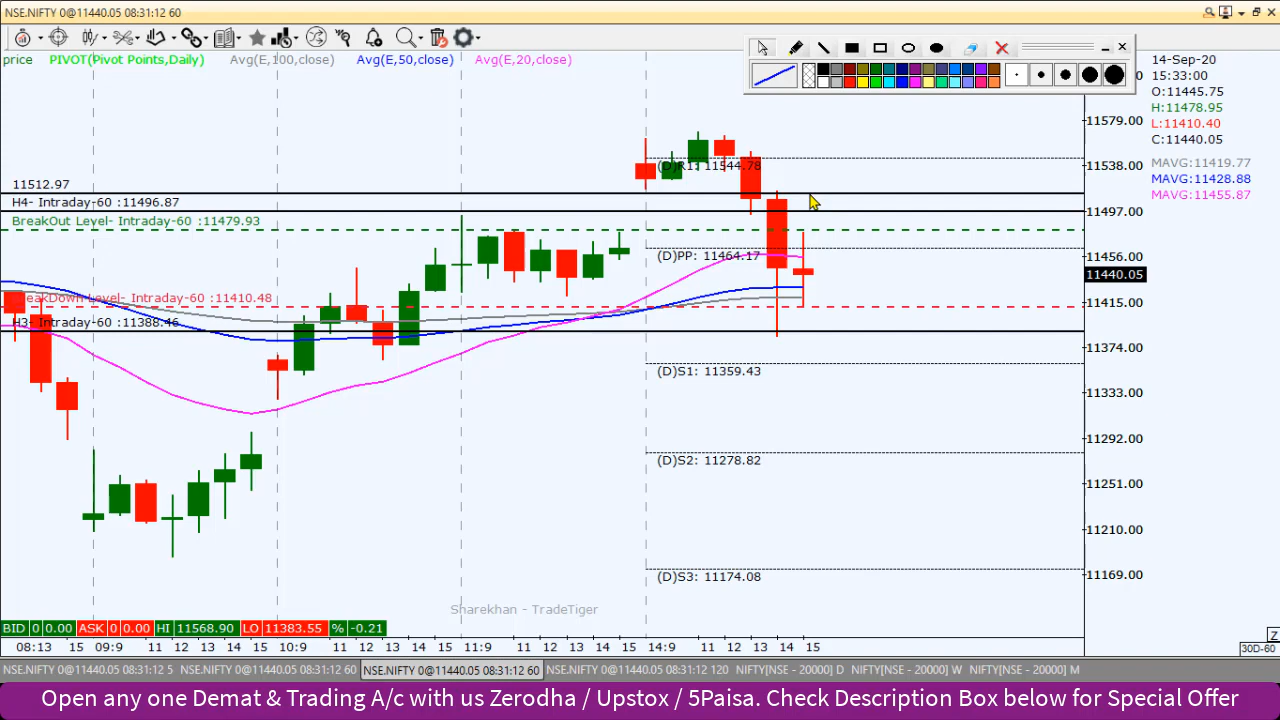 NSE.NIFTY 0@11440.05 08:31:12 60
price PIVOT(Pivot Points,Daily) Avg(E,100,close) Avg(E,50,close) Avg(E,20,close)
14-Sep-20
15:33:00
O:11445.75
H:11478.95
L:11410.40
C:11440.05
MAVG:11419.77
MAVG:11428.88
MAVG:11455.87
11579.00
11538.00
11497.00
11456.00
11440.05
11415.00
11374.00
11333.00
11292.00
11251.00
11210.00
11169.00
(D)R1: 11544.78
11512.97
H4- Intraday-60 :11496.87
BreakOut Level- Intraday-60 :11479.93
(D)PP: 11464.17
BreakDown Level- Intraday-60 :11410.48
H3- Intraday-60 :11388.46
(D)S1: 11359.43
(D)S2: 11278.82
(D)S3: 11174.08
Sharekhan - TradeTiger
BID 0 0.00 ASK 0 0.00 HI 11568.90 LO 11383.55 % -0.21
08:13 15 09:9 11 12 13 14 15 10:9 11 12 13 14 15 11:9 11 12 13 14 15 14:9 11 12 13 14 15
Z
30D-60
NSE.NIFTY 0@11440.05 08:31:12 5 NSE.NIFTY 0@11440.05 08:31:12 60 NSE.NIFTY 0@11440.05 08:31:12 60 NSE.NIFTY 0@11440.05 08:31:12 120 NIFTY[NSE - 20000] D NIFTY[NSE - 20000] W NIFTY[NSE - 20000] M
Open any one Demat & Trading A/c with us Zerodha / Upstox / 5Paisa. Check Description Box below for Special Offer